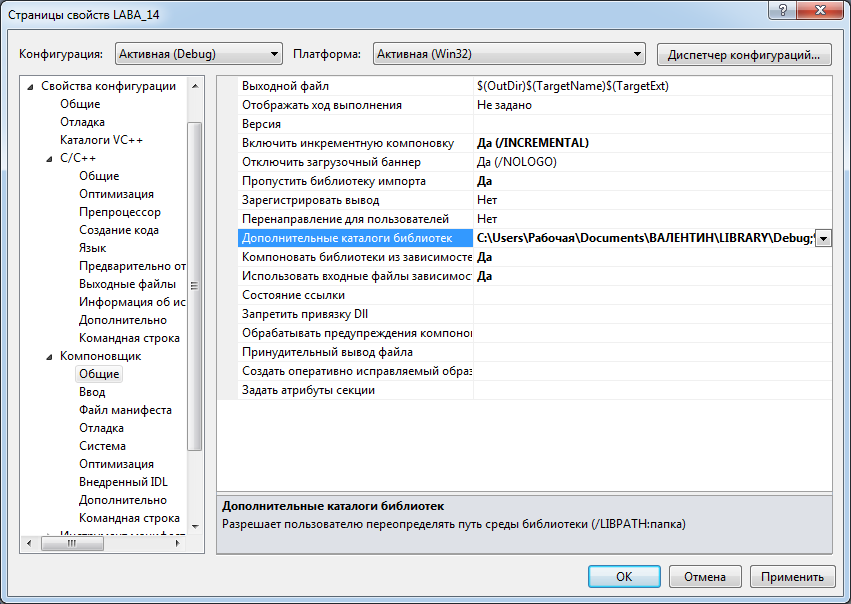 Страницы свойств LABA_14
Конфигурация: Активная (Debug) Платформа: Активная (Win32) Диспетчер конфигураций...
Свойства конфигурации
Общие
Отладка
Каталоги VC++
C/C++
Общие
Оптимизация
Препроцессор
Создание кода
Язык
Предварительно от
Выходные файлы
Информация об ис
Дополнительно
Командная строка
Компоновщик
Общие
Ввод
Файл манифеста
Отладка
Система
Оптимизация
Внедренный IDL
Дополнительно
Командная строка
Выходной файл $(OutDir)$(TargetName)$(TargetExt)
Отображать ход выполнения Не задано
Версия
Включить инкрементную компоновку Да (/INCREMENTAL)
Отключить загрузочный баннер Да (/NOLOGO)
Пропустить библиотеку импорта Да
Зарегистрировать вывод Нет
Перенаправление для пользователей Нет
Дополнительные каталоги библиотек C:\Users\Рабочая\Documents\ВАЛЕНТИН\LIBRARY\Debug;
Компоновать библиотеки из зависимосте Да
Использовать входные файлы зависимос Да
Состояние ссылки
Запретить привязку Dll
Обрабатывать предупреждения компоно
Принудительный вывод файла
Создать оперативно исправляемый образ
Задать атрибуты секции
Дополнительные каталоги библиотек
Разрешает пользователю переопределять путь среды библиотеки (/LIBPATH:папка)
ОК Отмена Применить